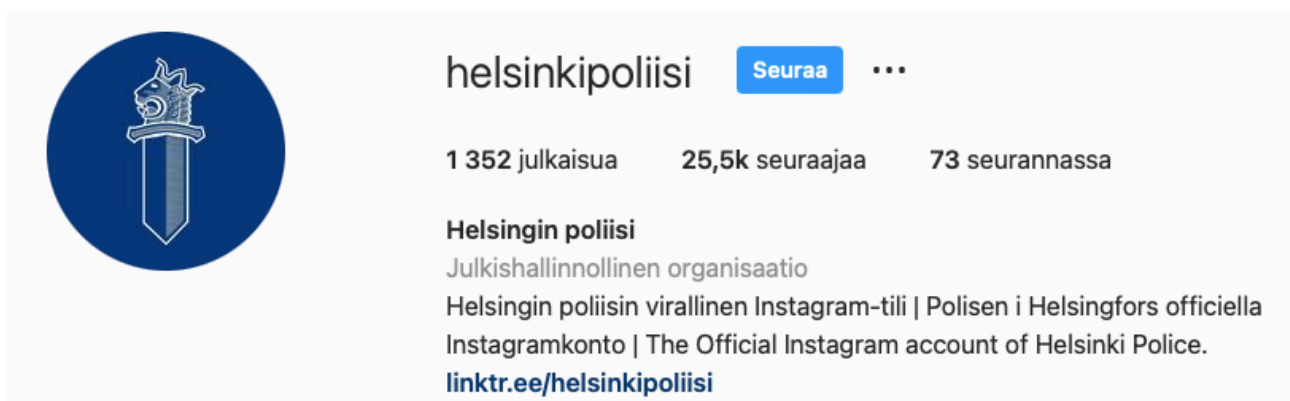 helsinkipoliisi Seuraa
1 352 julkaisua 25,5k seuraajaa 73 seurannassa
Helsingin poliisi
Julkishallinnollinen organisaatio
Helsingin poliisin virallinen Instagram-tili | Polisen i Helsingfors officiella
Instagramkonto | The Official Instagram account of Helsinki Police.
linktr.ee/helsinkipoliisi